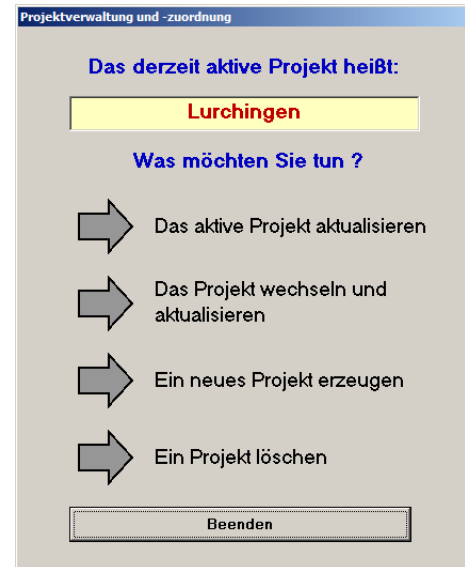 Projektverwaltung und -zuordnung
Das derzeit aktive Projekt heißt:
Lurchingen
Was möchten Sie tun ?
Das aktive Projekt aktualisieren
Das Projekt wechseln und
aktualisieren
Ein neues Projekt erzeugen
Ein Projekt löschen
Beenden